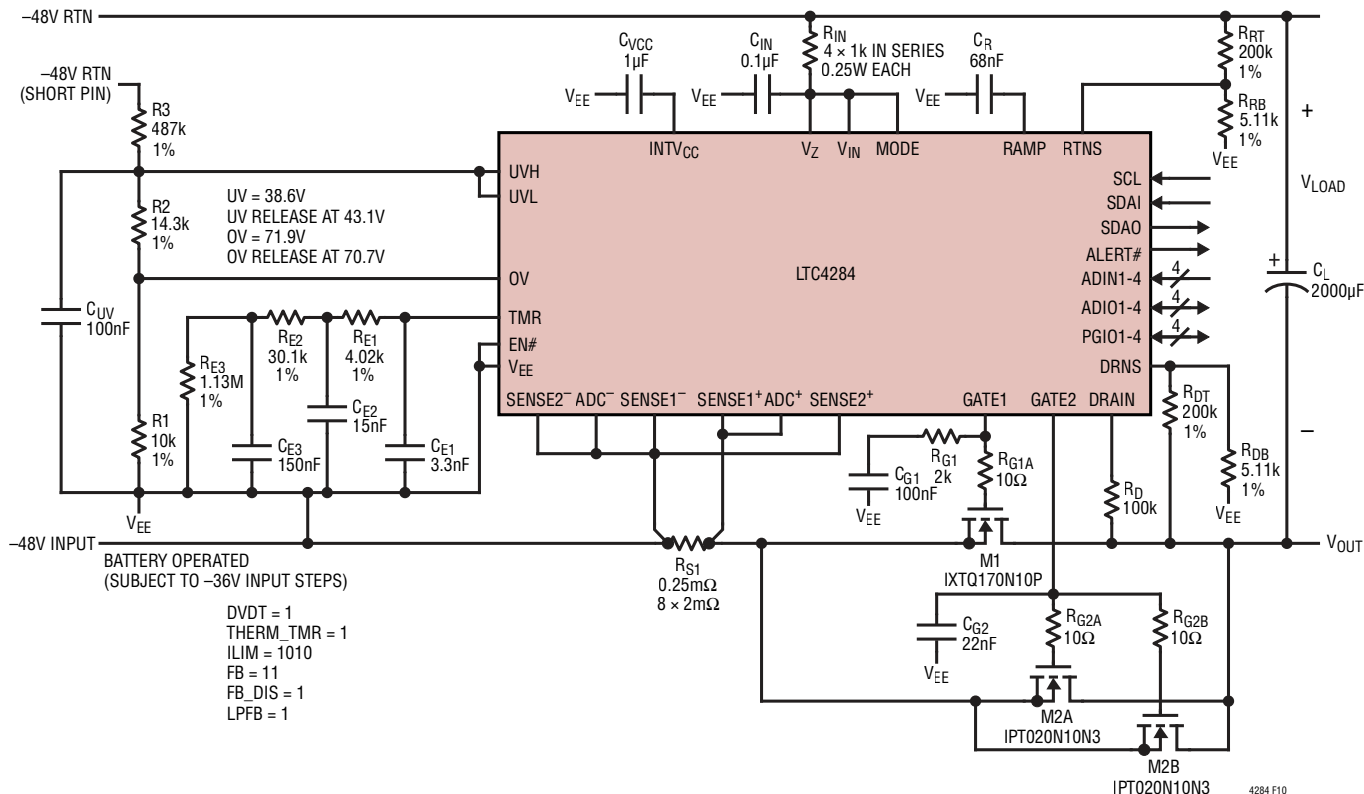 –48V RTN
–48V RTN
(SHORT PIN)
R3
487k
1%
R2
14.3k
1%
UV = 38.6V
UV RELEASE AT 43.1V
OV = 71.9V
OV RELEASE AT 70.7V
CUV
100nF
R1
10k
1%
VEE
RE3
1.13M
1%
RE2
30.1k
1%
RE1
4.02k
1%
CE3
150nF
CE2
15nF
CE1
3.3nF
CVCC
1µF
VEE
CIN
0.1µF
VEE
RIN
4 × 1k IN SERIES
0.25W EACH
CR
68nF
VEE
RRT
200k
1%
RRB
5.11k
1%
VEE
INTVCC
VZ
VIN
MODE
RAMP
RTNS
UVH
UVL
OV
TMR
EN#
VEE
LTC4284
SCL
SDAI
SDAO
ALERT#
ADIN1-4
4
ADIO1-4
4
PGIO1-4
4
DRNS
SENSE2–
ADC–
SENSE1–
SENSE1+
ADC+
SENSE2+
GATE1
GATE2
DRAIN
+
VLOAD
–
+
CL
2000µF
RDT
200k
1%
RDB
5.11k
1%
VEE
RD
100k
RG1
2k
CG1
100nF
VEE
RG1A
10Ω
M1
IXTQ170N10P
–48V INPUT
BATTERY OPERATED
(SUBJECT TO –36V INPUT STEPS)
RS1
0.25mΩ
8 × 2mΩ
VOUT
DVDT = 1
THERM_TMR = 1
ILIM = 1010
FB = 11
FB_DIS = 1
LPFB = 1
CG2
22nF
VEE
RG2A
10Ω
RG2B
10Ω
M2A
IPT020N10N3
M2B
IPT020N10N3
4284 F10